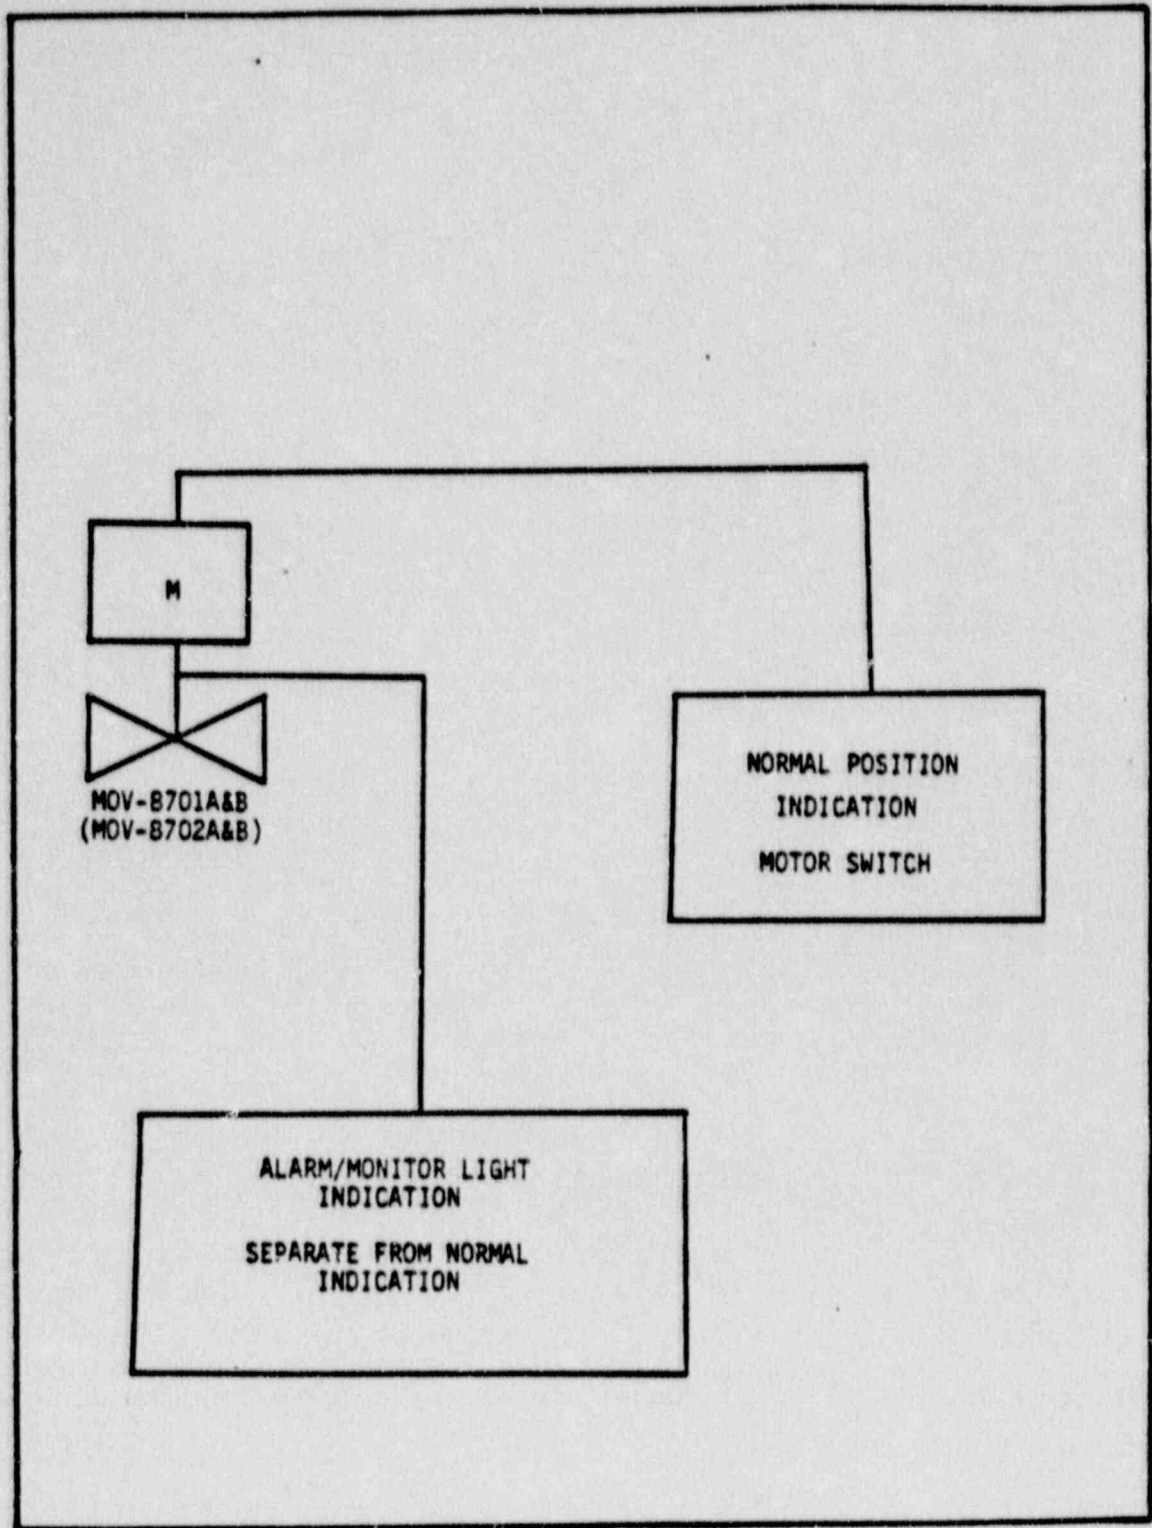 M
MOV-8701A&B
(MOV-8702A&B)
NORMAL POSITION
INDICATION
MOTOR SWITCH
ALARM/MONITOR LIGHT
INDICATION
SEPARATE FROM NORMAL
INDICATION